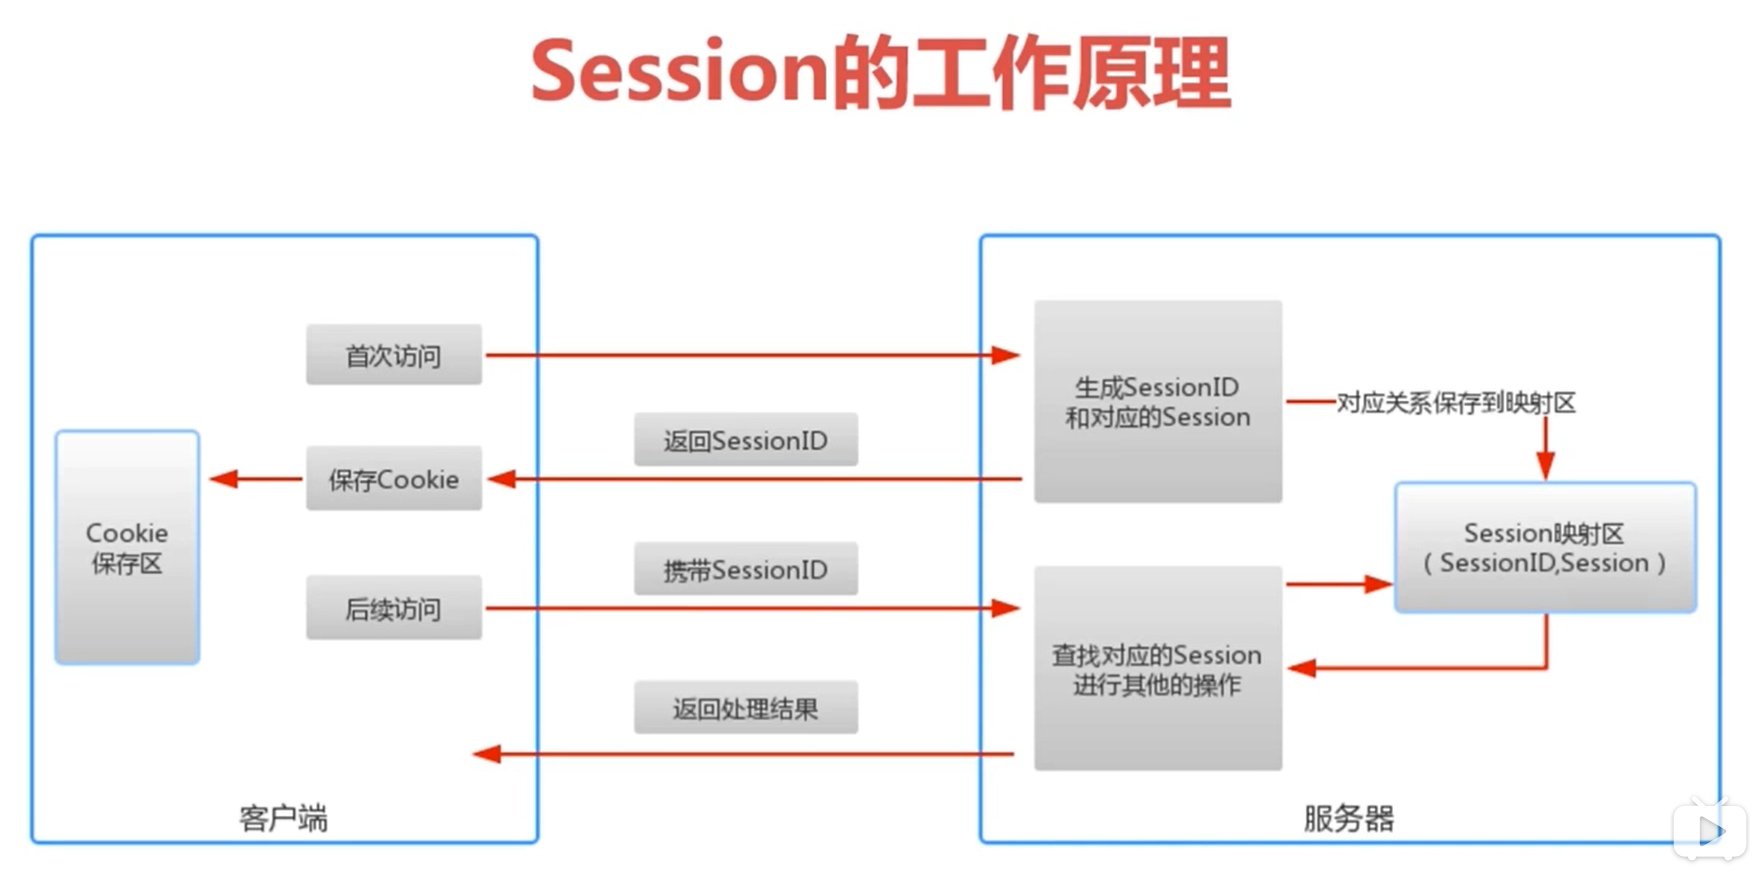 Session的工作原理
首次访问
生成SessionID
和对应的Session
对应关系保存到映射区
返回SessionID
保存Cookie
Cookie
保存区
Session映射区
（SessionID,Session）
携带SessionID
后续访问
查找对应的Session
进行其他的操作
返回处理结果
客户端
服务器